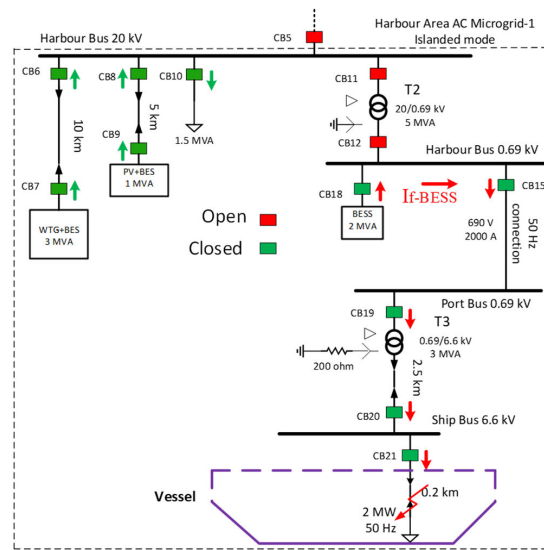 Harbour Area AC Microgrid-1
Islanded mode
CB5
Harbour Bus 20 kV
CB6
CB8
CB10
CB11
T2
20/0.69 kV
5 MVA
10 km
5 km
CB9
1.5 MVA
CB12
PV+BES
1 MVA
Harbour Bus 0.69 kV
CB7
CB18
If-BESS
CB15
WTG+BES
3 MVA
BESS
2 MVA
Open
Closed
690 V
2000 A
50 Hz
connection
Port Bus 0.69 kV
CB19
T3
0.69/6.6 kV
3 MVA
200 ohm
2.5 km
CB20
Ship Bus 6.6 kV
CB21
Vessel
0.2 km
2 MW
50 Hz